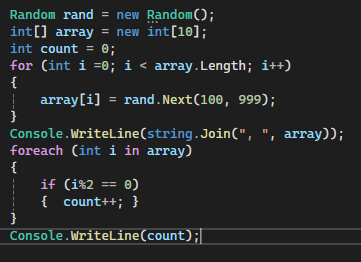 Random rand = new Random();
int[] array = new int[10];
int count = 0;
for (int i =0; i < array.Length; i++)
{
    array[i] = rand.Next(100, 999);
}
Console.WriteLine(string.Join(", ", array));
foreach (int i in array)
{
    if (i%2 == 0)
    {  count++; }
}
Console.WriteLine(count);